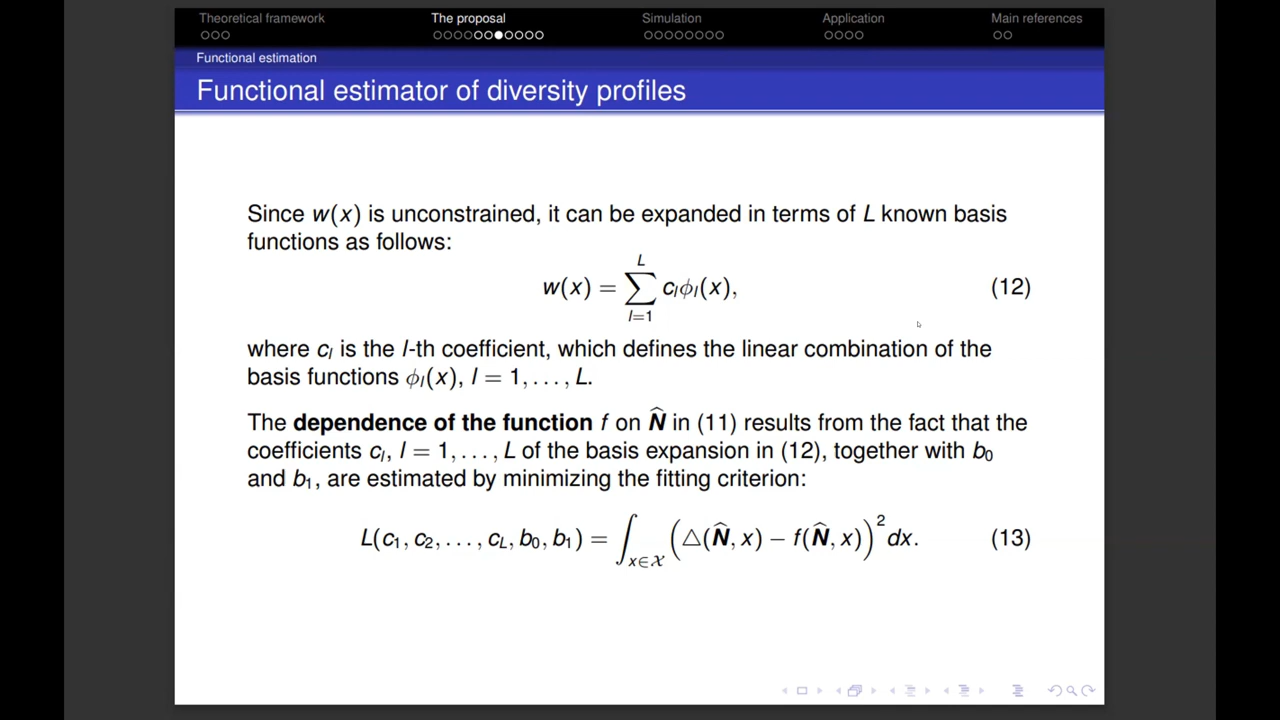 Theoretical framework The proposal Simulation Application Main references
Functional estimation
Functional estimator of diversity profiles
Since w(x) is unconstrained, it can be expanded in terms of L known basis
functions as follows:
w(x) = ∑_{l=1}^{L} c_l φ_l(x), (12)
where c_l is the l-th coefficient, which defines the linear combination of the
basis functions φ_l(x), l = 1, . . . , L.
The dependence of the function f on N̂ in (11) results from the fact that the
coefficients c_l, l = 1, . . . , L of the basis expansion in (12), together with b_0
and b_1, are estimated by minimizing the fitting criterion:
L(c_1, c_2, . . . , c_L, b_0, b_1) = ∫_{x∈𝒳} (△(N̂, x) − f(N̂, x))^2 dx. (13)